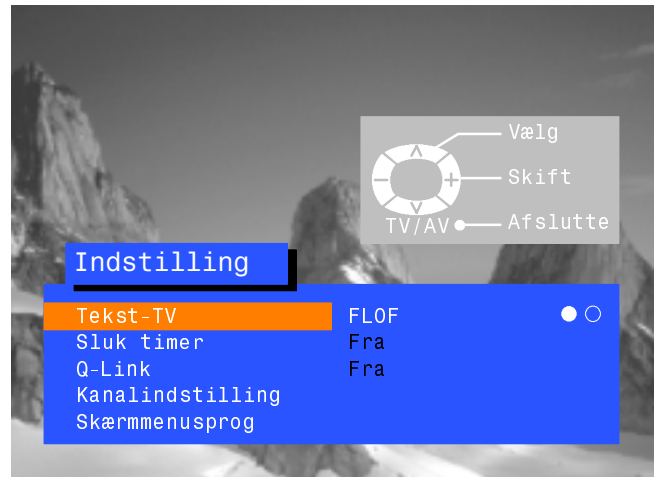 Vælg
Skift
TV/AV Afslutte
Indstilling
Tekst-TV FLOF
Sluk timer Fra
Q-Link Fra
Kanalindstilling
Skærmmenusprog